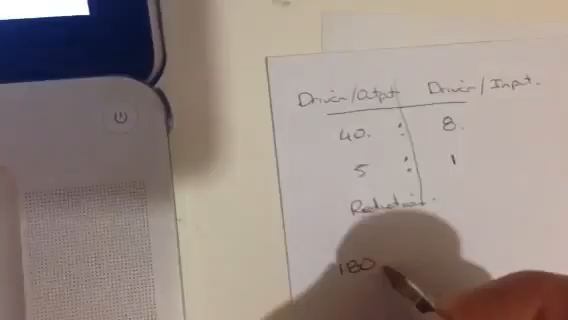 Driven/Output Driver/Input.
40. : 8.
5 : 1
Reduction.
180